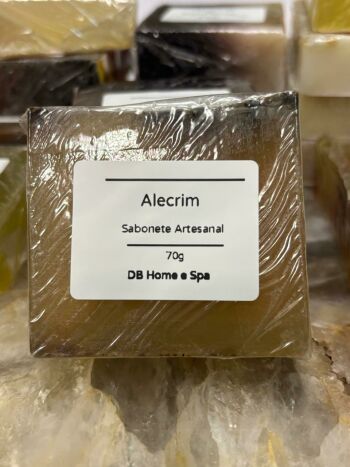 Alecrim
Sabonete Artesanal
70g
DB Home e Spa